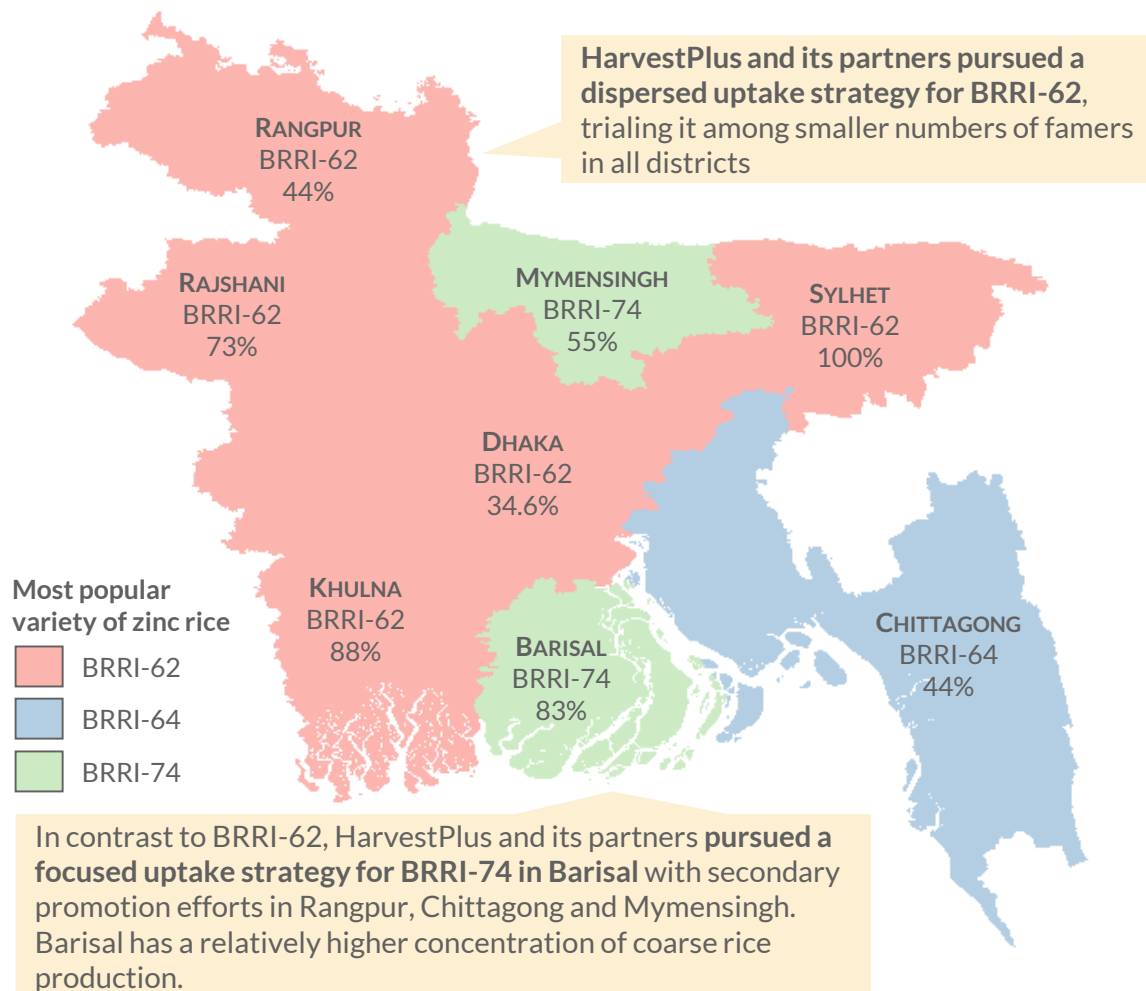 HarvestPlus and its partners pursued a
dispersed uptake strategy for BRRI-62,
trialing it among smaller numbers of famers
in all districts
RANGPUR
BRRI-62
44%
RAJSHANI
BRRI-62
73%
MYMENSINGH
BRRI-74
55%
SYLHET
BRRI-62
100%
DHAKA
BRRI-62
34.6%
KHULNA
BRRI-62
88%
BARISAL
BRRI-74
83%
CHITTAGONG
BRRI-64
44%
Most popular
variety of zinc rice
BRRI-62
BRRI-64
BRRI-74
In contrast to BRRI-62, HarvestPlus and its partners pursued a
focused uptake strategy for BRRI-74 in Barisal with secondary
promotion efforts in Rangpur, Chittagong and Mymensingh.
Barisal has a relatively higher concentration of coarse rice
production.